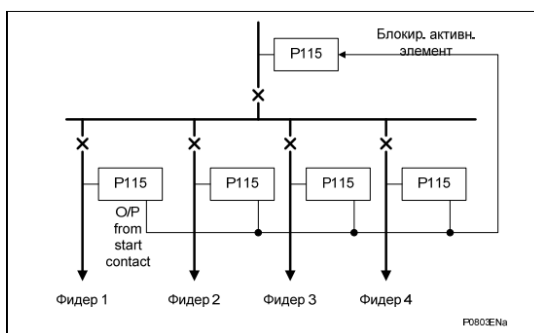 Блокир. активн.
элемент
P115
P115
P115
P115
P115
O/P
from
start
contact
Фидер 1
Фидер 2
Фидер 3
Фидер 4
P0803ENa